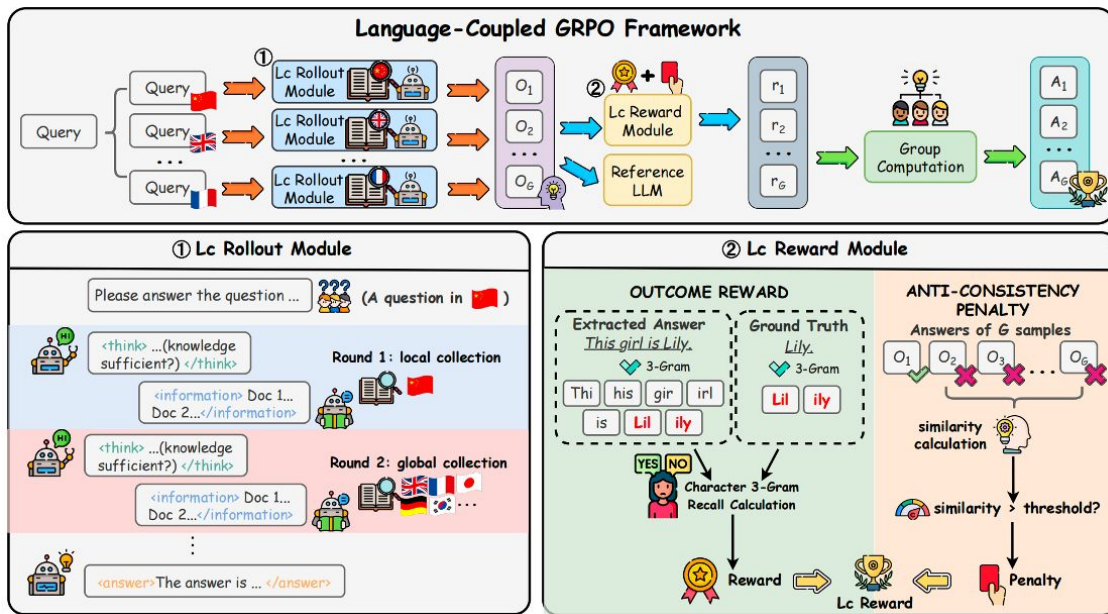 Language-Coupled GRPO Framework
①
Query
Query
Query
...
Query
Lc Rollout
Module
Lc Rollout
Module
...
Lc Rollout
Module
O1
O2
...
OG
②
+
Lc Reward
Module
Reference
LLM
r1
r2
...
rG
Group
Computation
A1
A2
...
AG
① Lc Rollout Module
Please answer the question ...
???
(A question in )
HI
<think> ...(knowledge
sufficient?) </think>
Round 1: local collection
<information> Doc 1...
Doc 2...</information>
HI
<think> ...(knowledge
sufficient?) </think>
Round 2: global collection
...
<information> Doc 1...
Doc 2...</information>
⋮
<answer>The answer is ... </answer>
② Lc Reward Module
OUTCOME REWARD
Extracted Answer
This girl is Lily.
3-Gram
Thi his gir irl
is Lil ily
Ground Truth
Lily.
3-Gram
Lil ily
YES NO
Character 3-Gram
Recall Calculation
Reward
ANTI-CONSISTENCY
PENALTY
Answers of G samples
O1 O2 O3 ... OG
similarity
calculation
similarity > threshold?
Penalty
Lc Reward